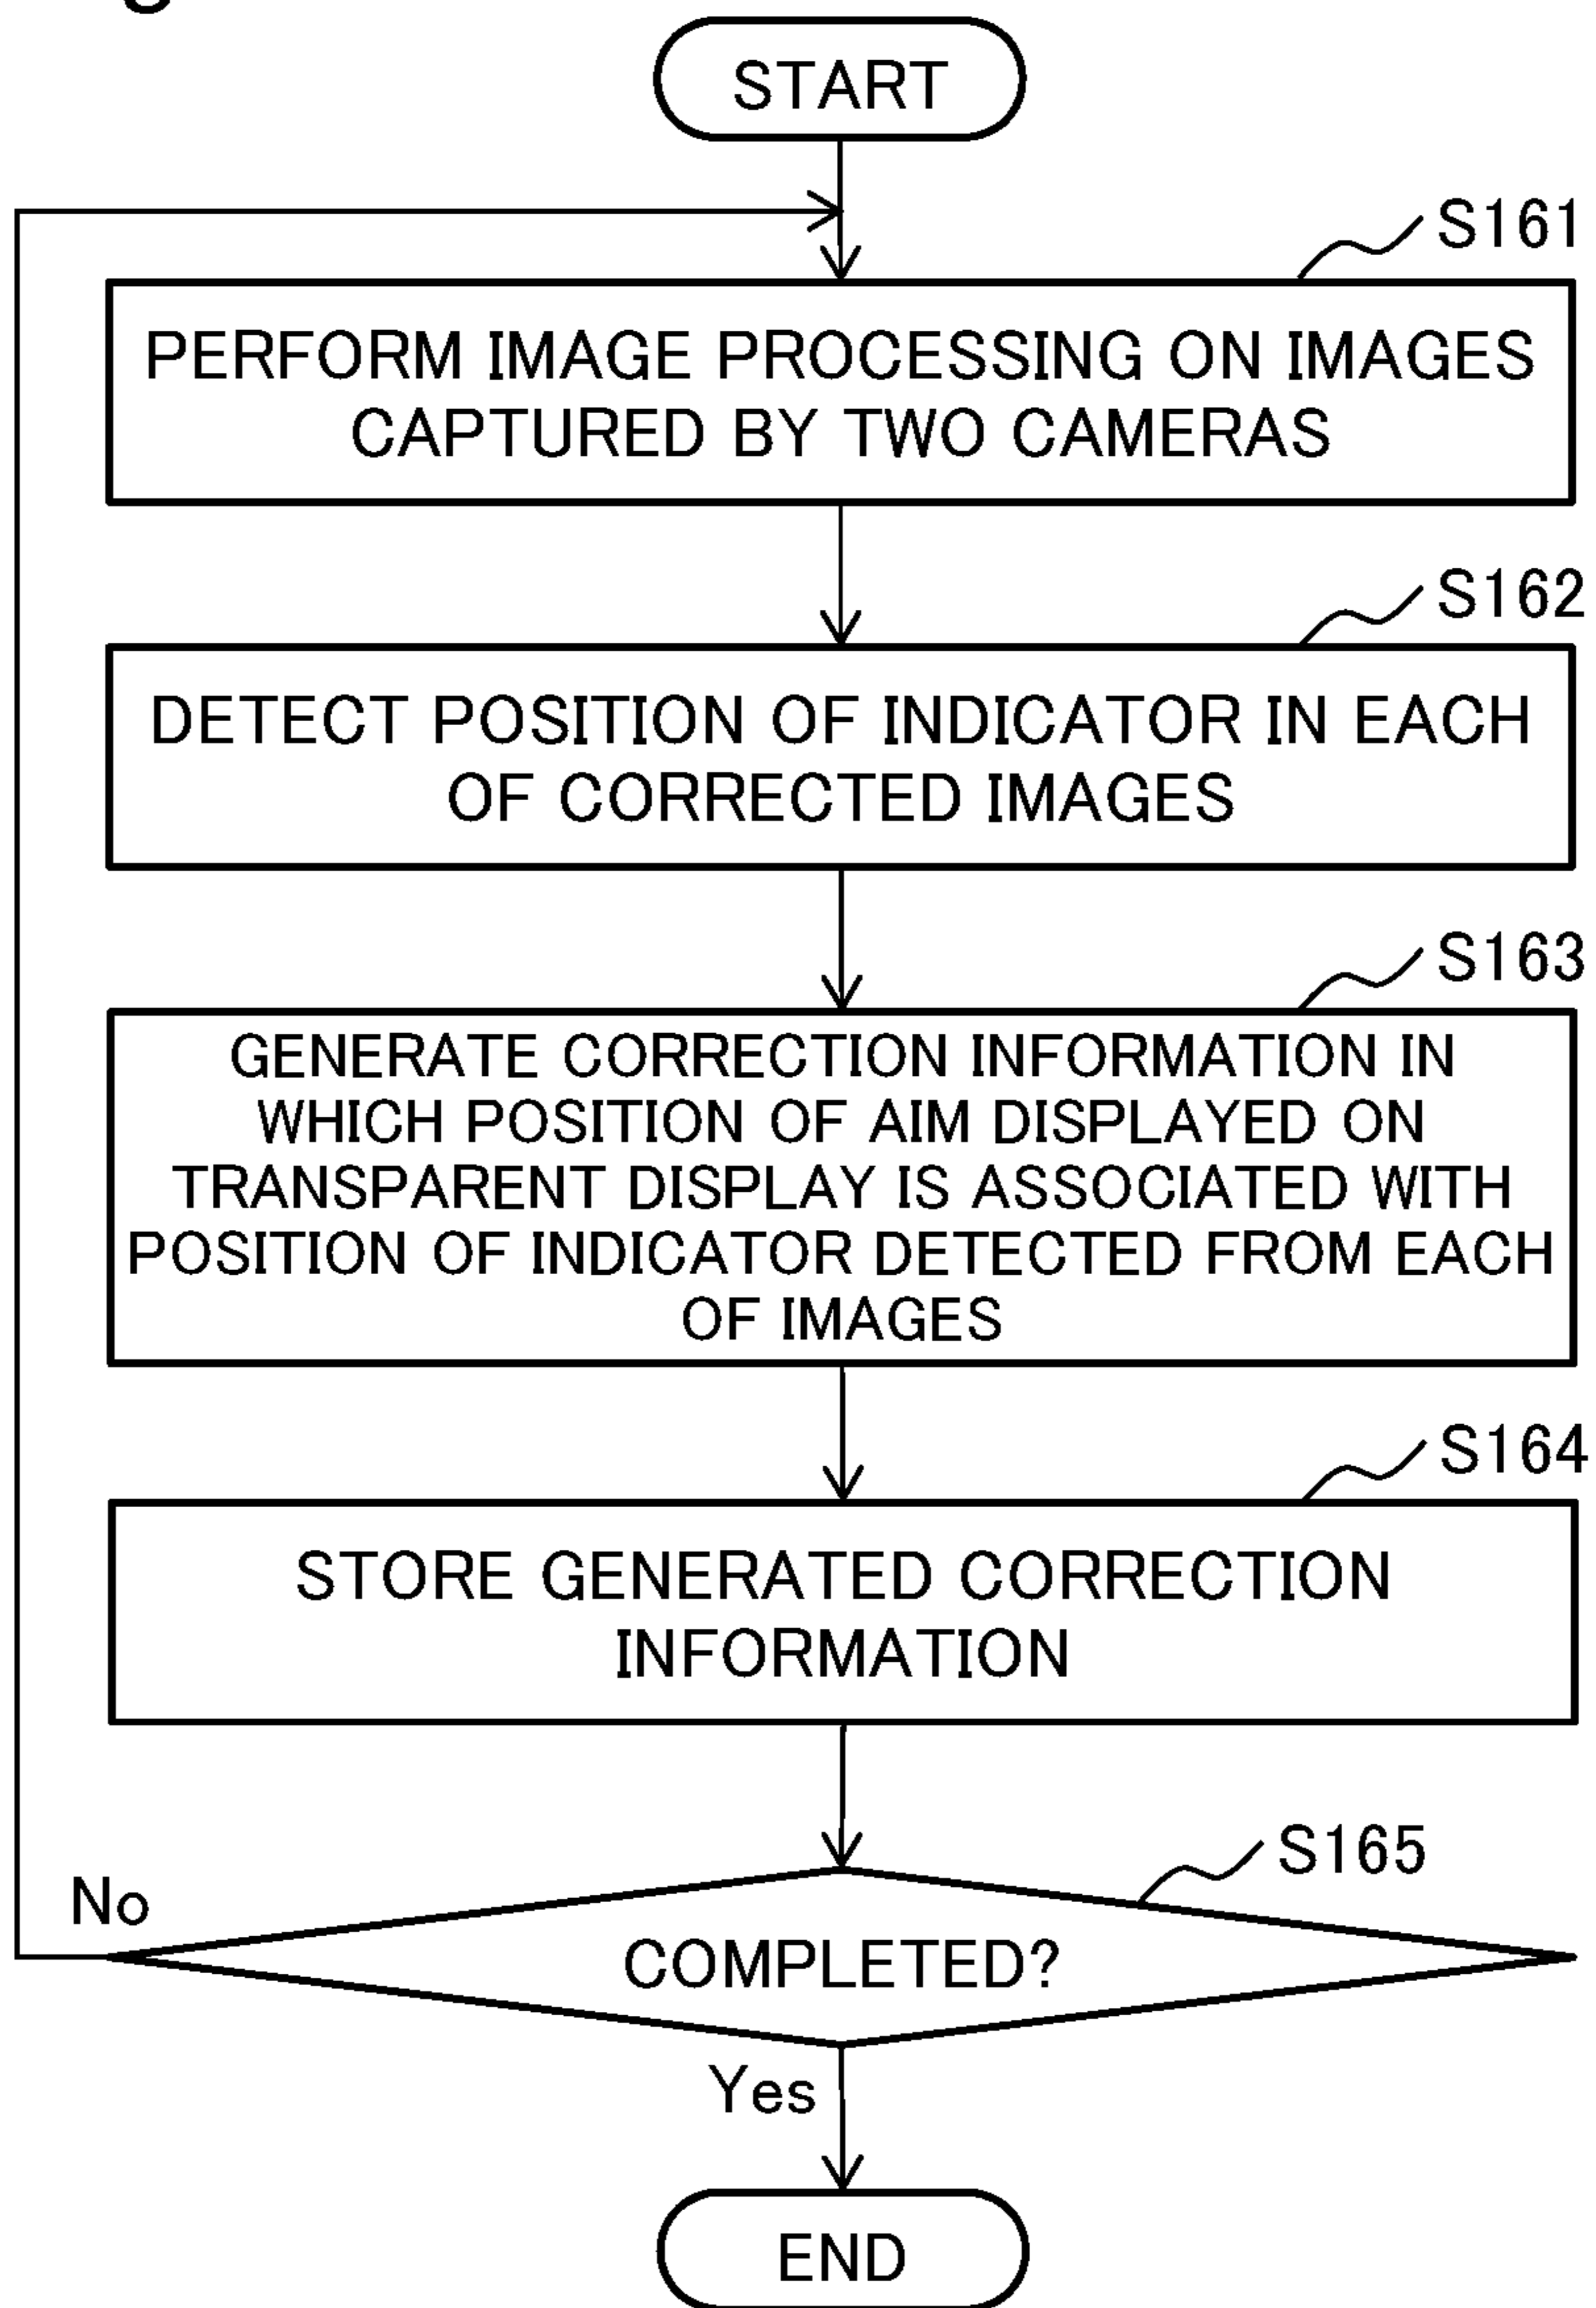 START
S161
PERFORM IMAGE PROCESSING ON IMAGES
CAPTURED BY TWO CAMERAS
S162
DETECT POSITION OF INDICATOR IN EACH
OF CORRECTED IMAGES
S163
GENERATE CORRECTION INFORMATION IN
WHICH POSITION OF AIM DISPLAYED ON
TRANSPARENT DISPLAY IS ASSOCIATED WITH
POSITION OF INDICATOR DETECTED FROM EACH
OF IMAGES
S164
STORE GENERATED CORRECTION
INFORMATION
S165
No
COMPLETED?
Yes
END